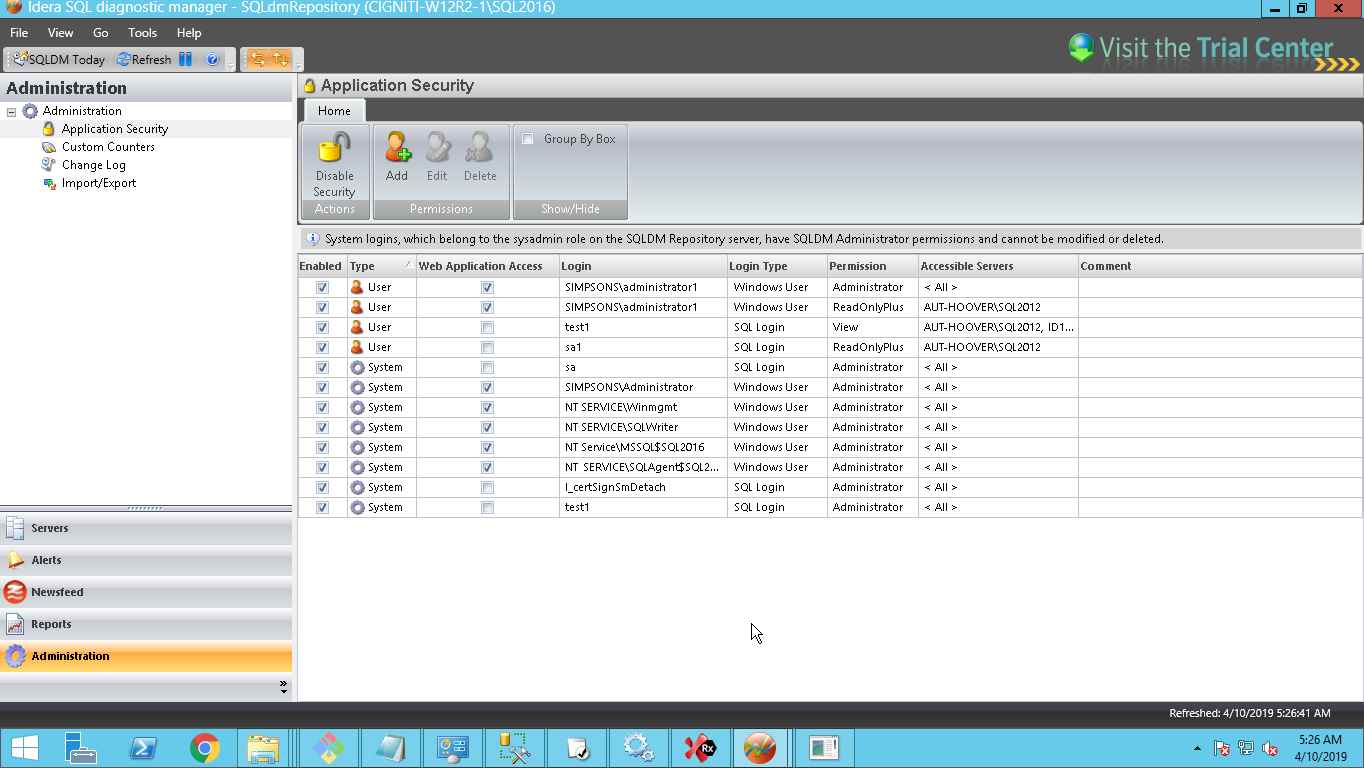 Idera SQL diagnostic manager - SQLdmRepository (CIGNITI-W12R2-1\SQL2016)
File View Go Tools Help
SQLDM Today Refresh
Visit the Trial Center
Administration
Administration
Application Security
Custom Counters
Change Log
Import/Export
Servers
Alerts
Newsfeed
Reports
Administration
Application Security
Home
Disable Security
Actions
Add Edit Delete
Permissions
Group By Box
Show/Hide
System logins, which belong to the sysadmin role on the SQLDM Repository server, have SQLDM Administrator permissions and cannot be modified or deleted.
Enabled Type Web Application Access Login Login Type Permission Accessible Servers Comment
User SIMPSONS\administrator1 Windows User Administrator < All >
User SIMPSONS\administrator1 Windows User ReadOnlyPlus AUT-HOOVER\SQL2012
User test1 SQL Login View AUT-HOOVER\SQL2012, ID1...
User sa1 SQL Login ReadOnlyPlus AUT-HOOVER\SQL2012
System sa SQL Login Administrator < All >
System SIMPSONS\Administrator Windows User Administrator < All >
System NT SERVICE\Winmgmt Windows User Administrator < All >
System NT SERVICE\SQLWriter Windows User Administrator < All >
System NT Service\MSSQL$SQL2016 Windows User Administrator < All >
System NT SERVICE\SQLAgent$SQL2... Windows User Administrator < All >
System l_certSignSmDetach SQL Login Administrator < All >
System test1 SQL Login Administrator < All >
Refreshed: 4/10/2019 5:26:41 AM
Rx
5:26 AM
4/10/2019